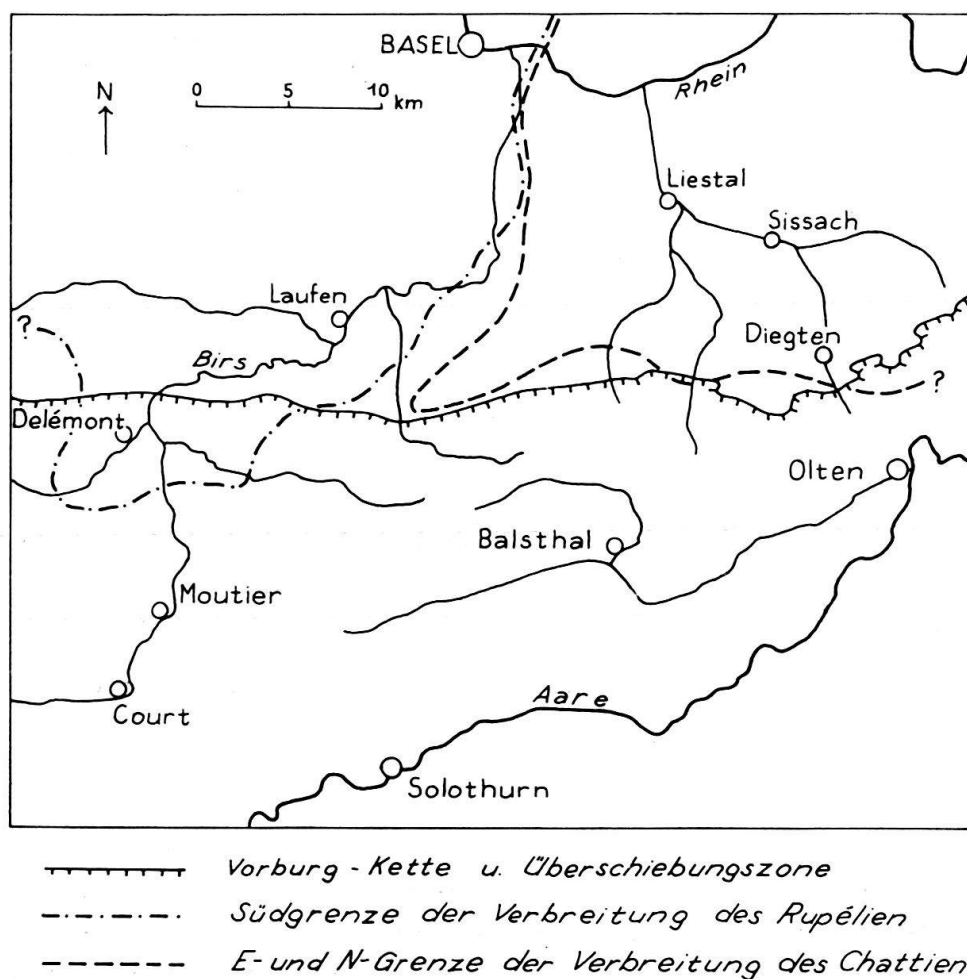 BASEL
N
0 5 10 km
Rhein
Liestal
Sissach
Laufen
Diegten
?
Birs
?
Delémont
Olten
Balsthal
Moutier
Aare
Court
Solothurn
Vorburg - Kette u. Überschiebungszone
Südgrenze der Verbreitung des Rupélien
E- und N-Grenze der Verbreitung des Chattien